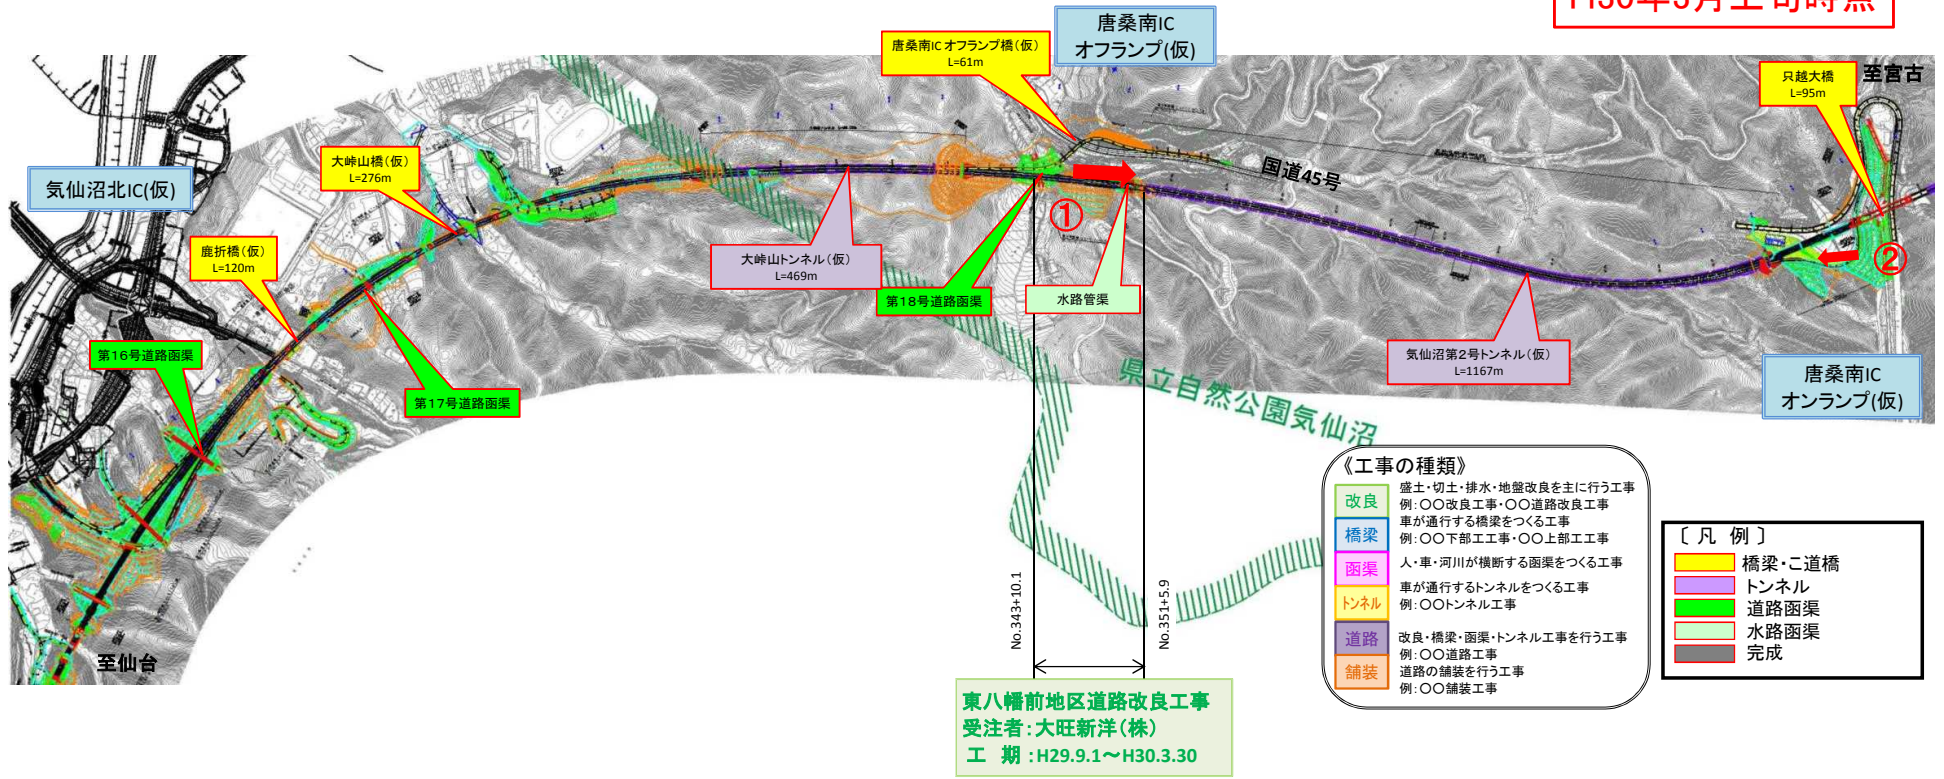 H30年3月上旬時点
唐桑南IC
オフランプ(仮)
唐桑南IC オフランプ橋(仮)
L=61m
只越大橋
L=95m
至宮古
国道45号
大峠山橋(仮)
L=276m
気仙沼北IC(仮)
鹿折橋(仮)
L=120m
大峠山トンネル(仮)
L=469m
①
②
第18号道路函渠
水路管渠
第16号道路函渠
第17号道路函渠
気仙沼第2号トンネル(仮)
L=1167m
唐桑南IC
オンランプ(仮)
県立自然公園気仙沼
至仙台
No.343+10.1
No.351+5.9
東八幡前地区道路改良工事
受注者:大旺新洋(株)
工 期:H29.9.1～H30.3.30
《工事の種類》
改良
盛土・切土・排水・地盤改良を主に行う工事
例:〇〇改良工事・〇〇道路改良工事
橋梁
車が通行する橋梁をつくる工事
例:〇〇下部工工事・〇〇上部工工事
函渠
人・車・河川が横断する函渠をつくる工事
トンネル
車が通行するトンネルをつくる工事
例:〇〇トンネル工事
道路
改良・橋梁・函渠・トンネル工事を行う工事
例:〇〇道路工事
舗装
道路の舗装を行う工事
例:〇〇舗装工事
〔 凡 例 〕
橋梁・こ道橋
トンネル
道路函渠
水路函渠
完成